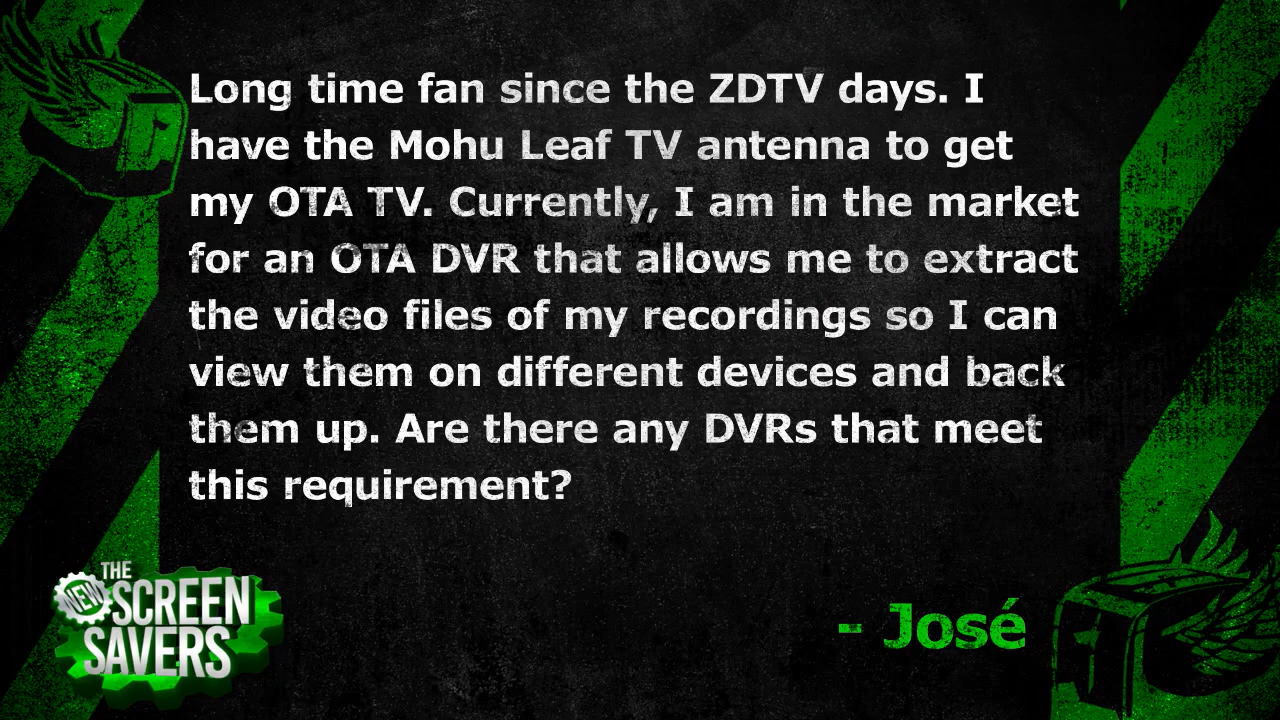 Long time fan since the ZDTV days. I
have the Mohu Leaf TV antenna to get
my OTA TV. Currently, I am in the market
for an OTA DVR that allows me to extract
the video files of my recordings so I can
view them on different devices and back
them up. Are there any DVRs that meet
this requirement?
THE
NEW SCREEN
SAVERS
- José